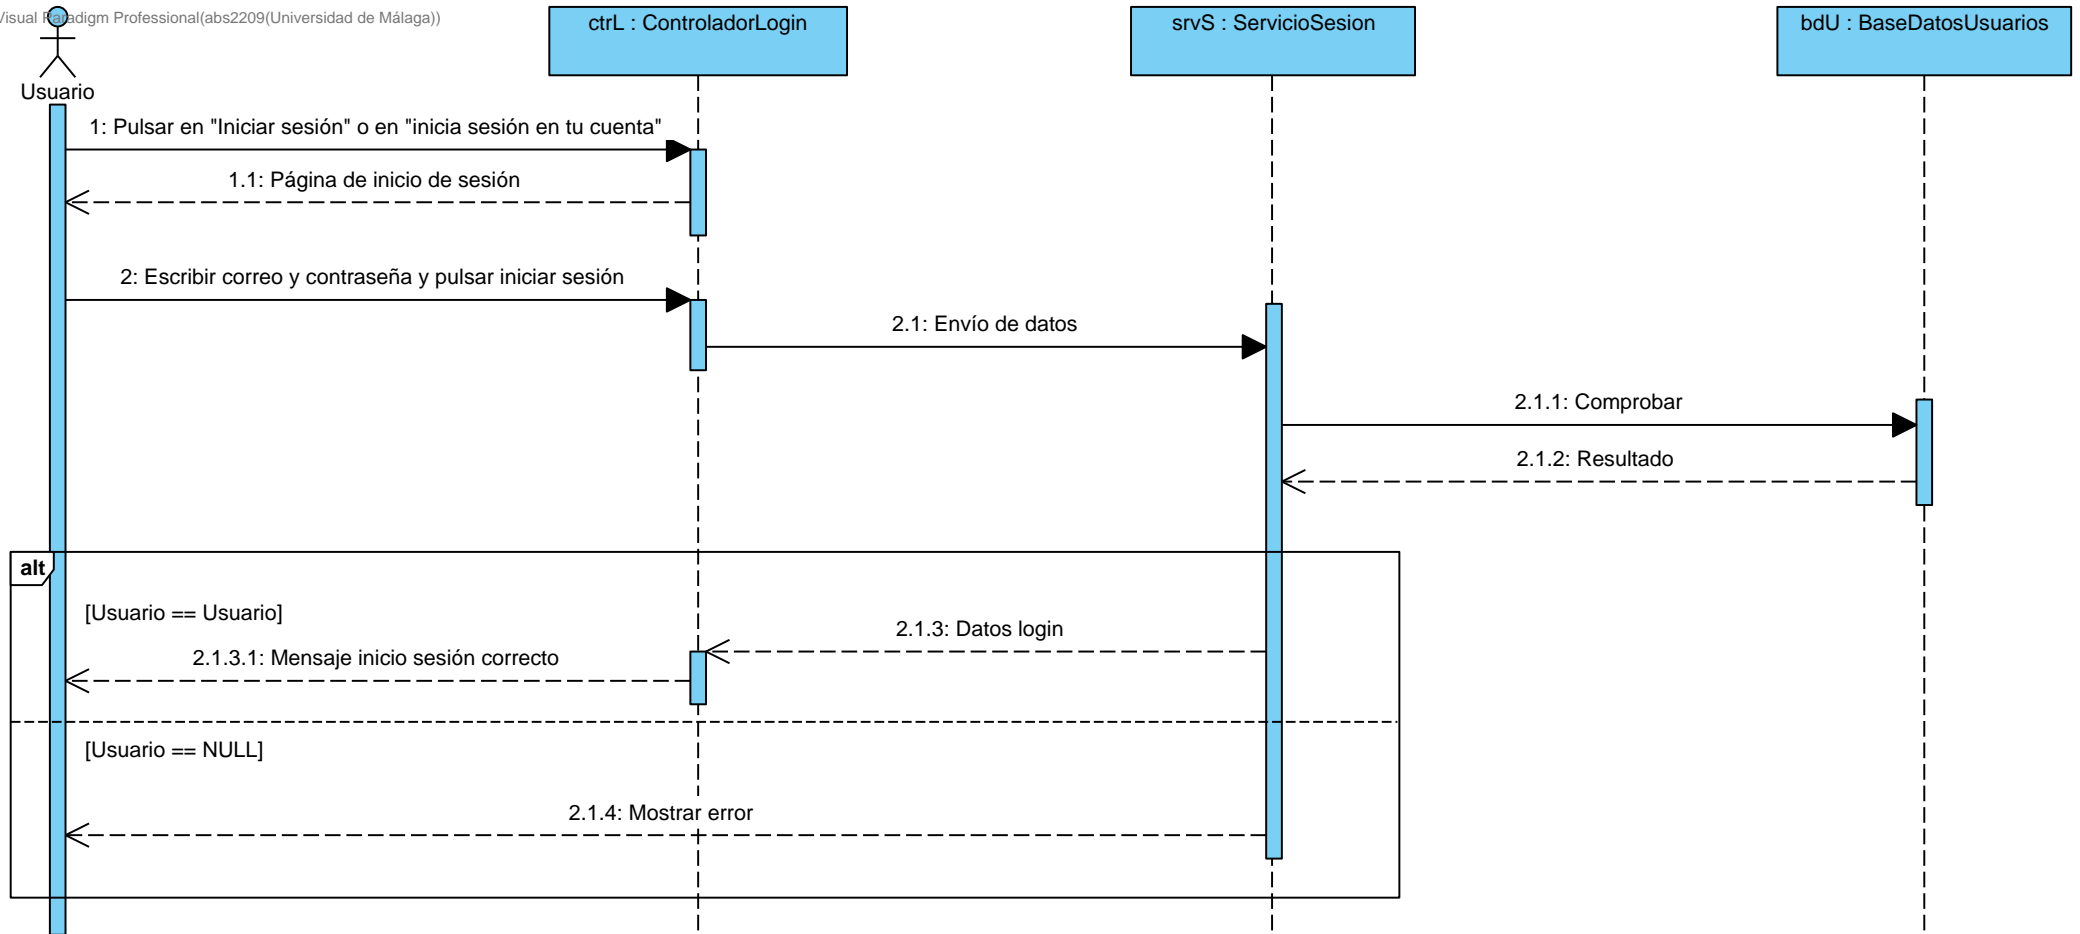 Visual Paradigm Professional(abs2209(Universidad de Málaga))
ctrL : ControladorLogin
srvS : ServicioSesion
bdU : BaseDatosUsuarios
Usuario
1: Pulsar en "Iniciar sesión" o en "inicia sesión en tu cuenta"
1.1: Página de inicio de sesión
2: Escribir correo y contraseña y pulsar iniciar sesión
2.1: Envío de datos
2.1.1: Comprobar
2.1.2: Resultado
alt
[Usuario == Usuario]
2.1.3: Datos login
2.1.3.1: Mensaje inicio sesión correcto
[Usuario == NULL]
2.1.4: Mostrar error